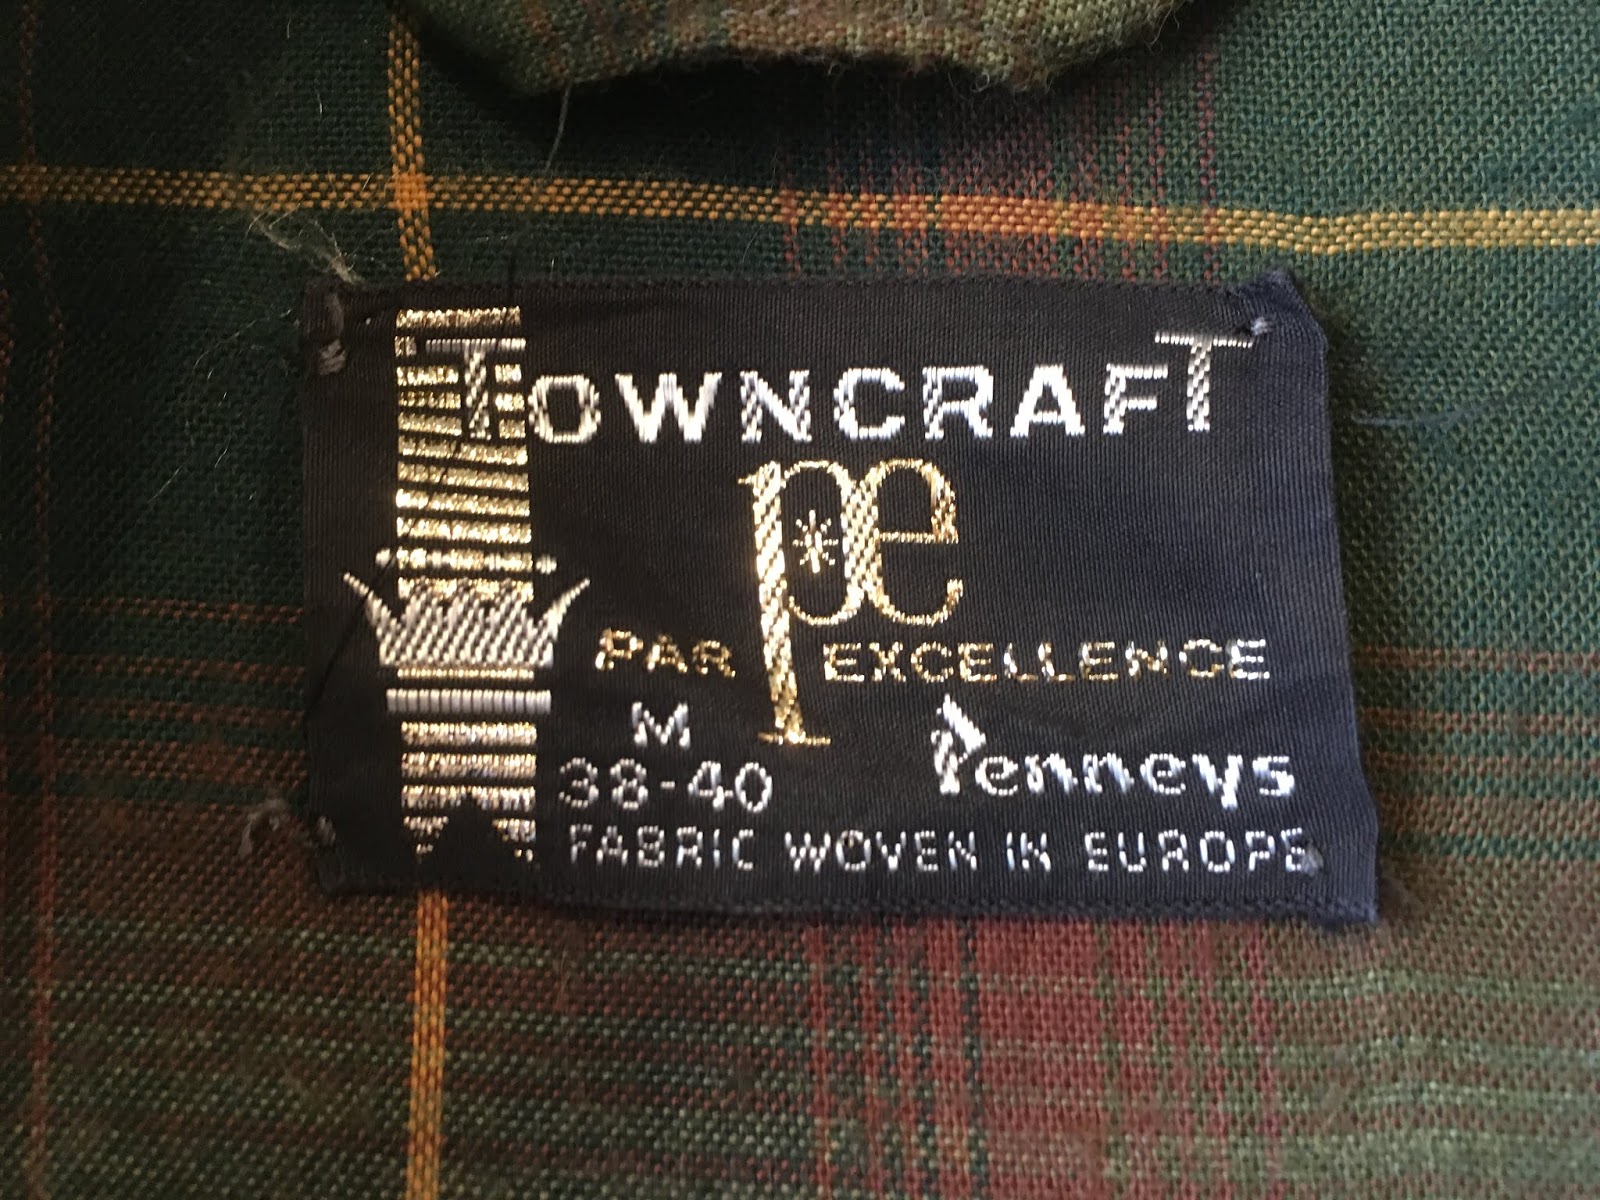 TOWNCRAFT
pe
PAR EXCELLENCE
M
38-40
Penneys
FABRIC WOVEN IN EUROPE